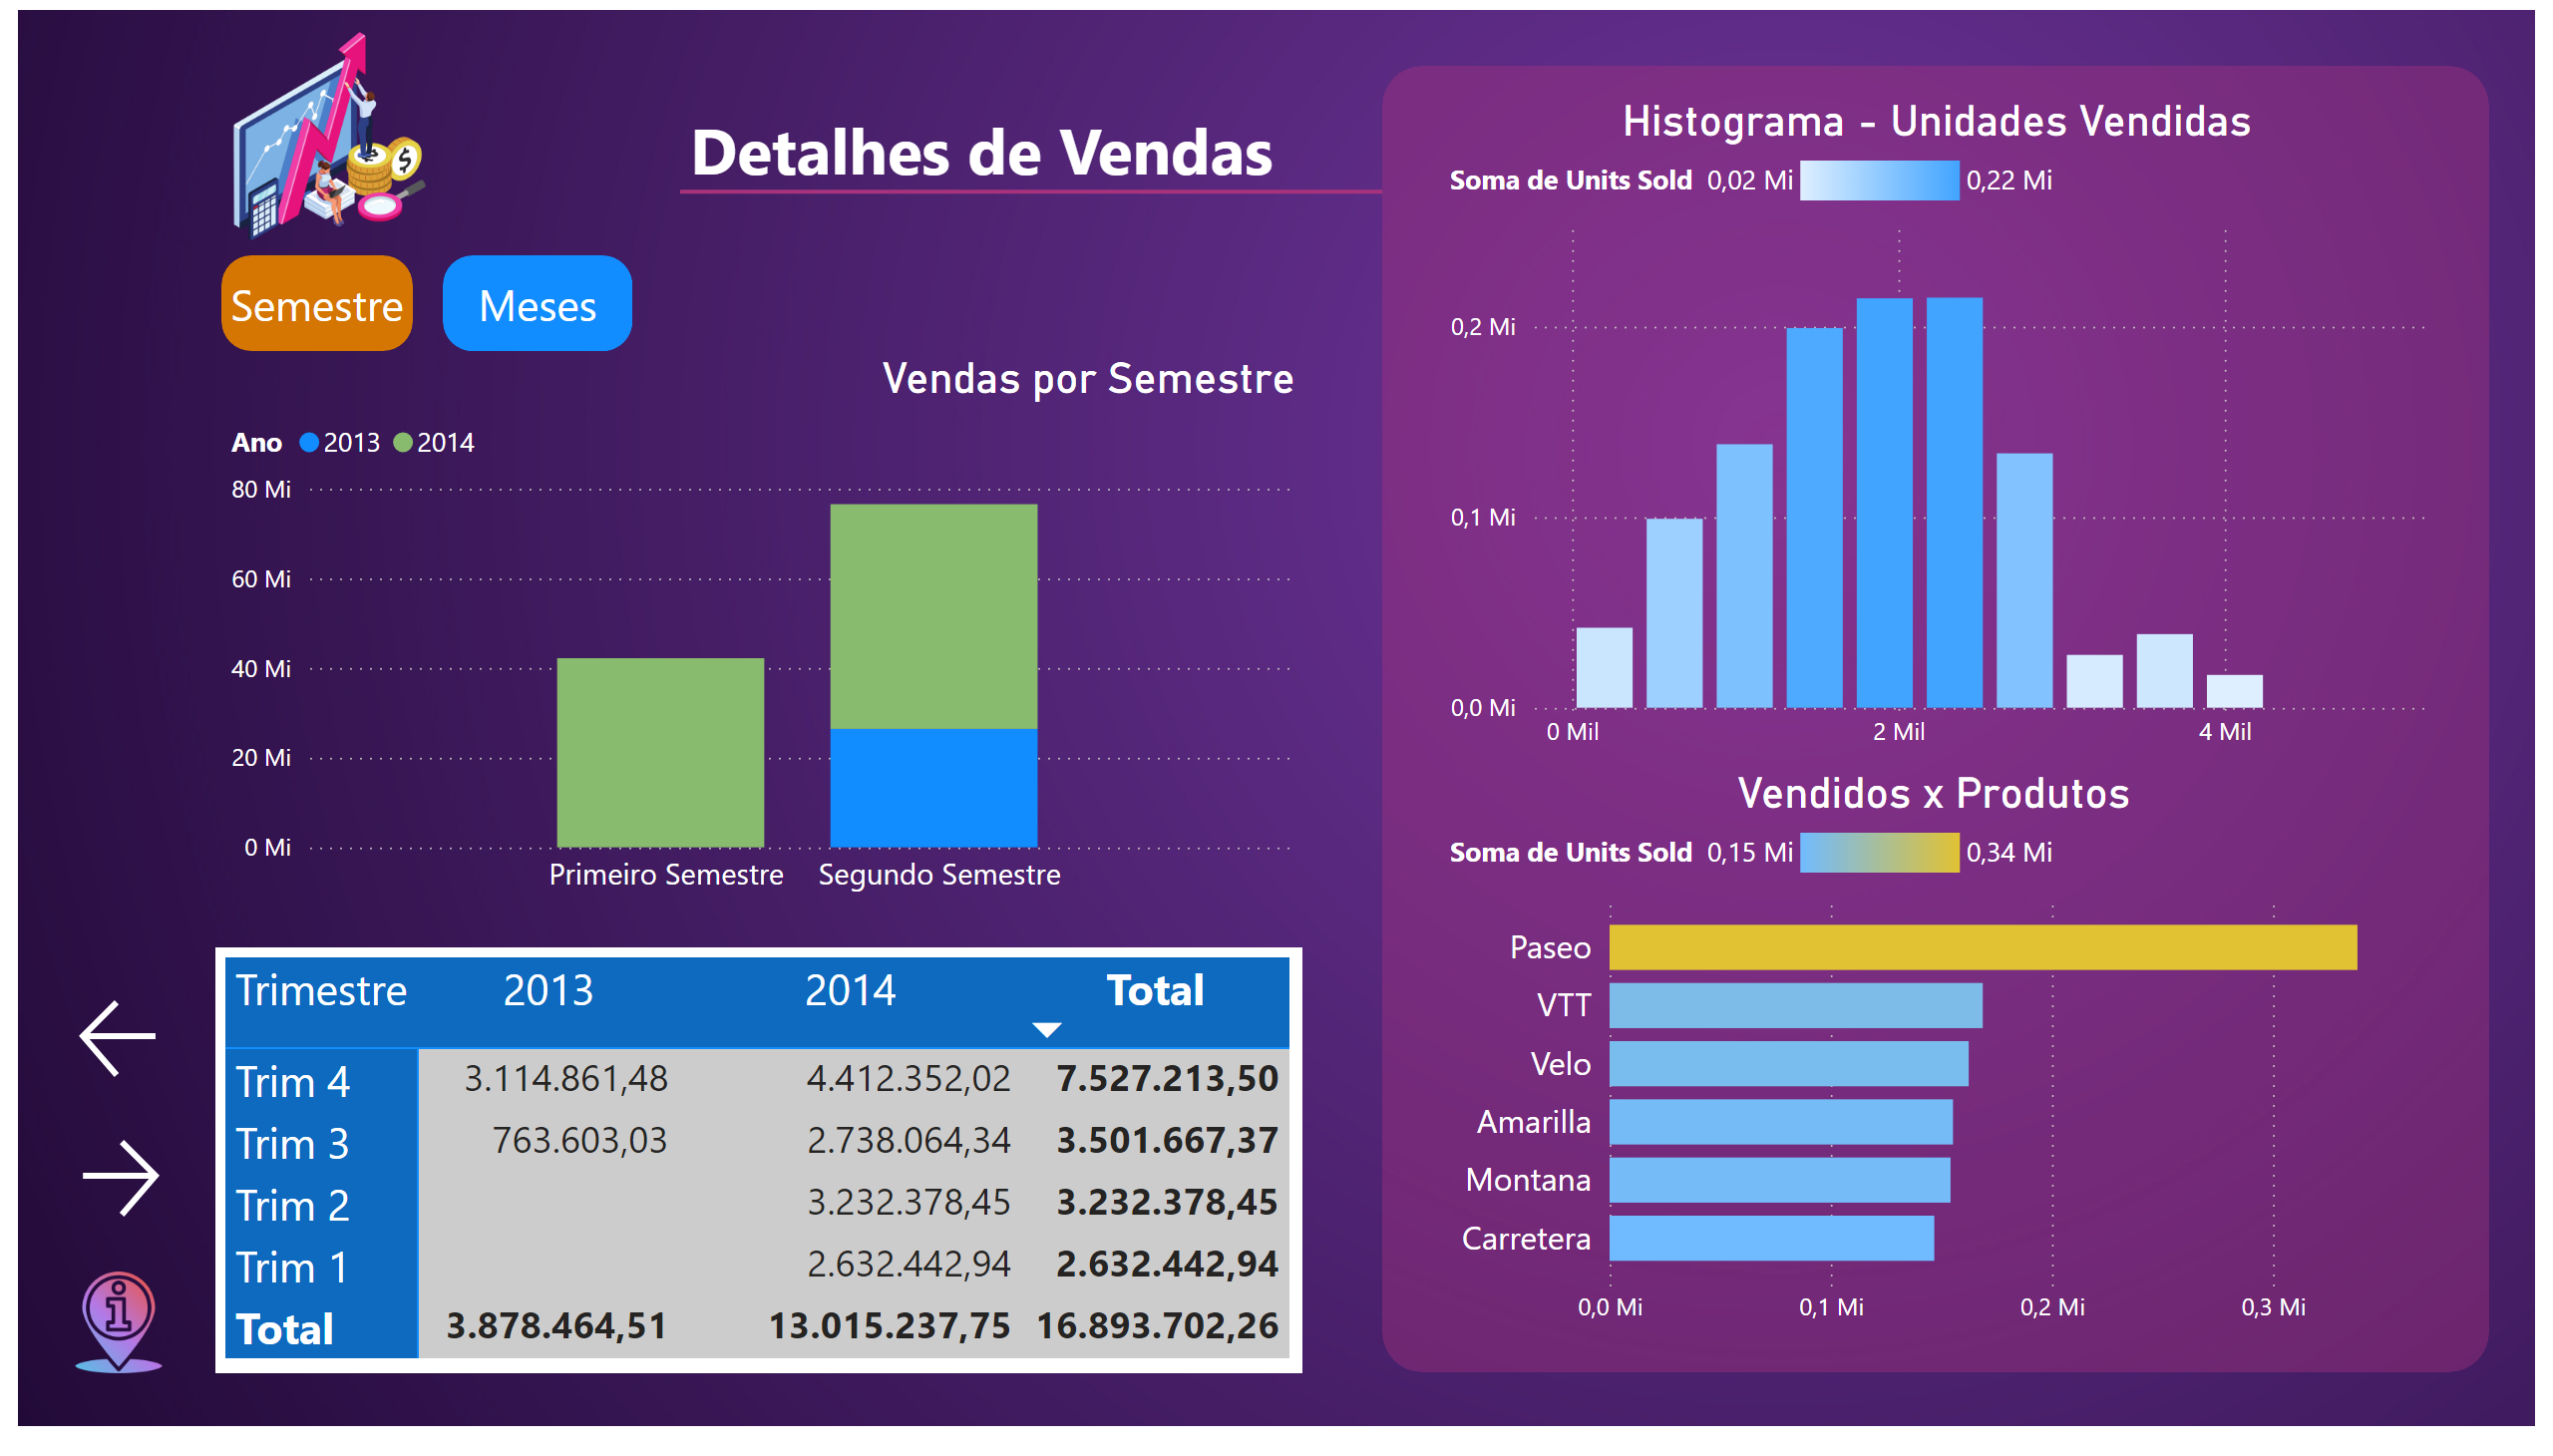 Detalhes de Vendas
Semestre
Meses
Vendas por Semestre
Ano 2013 2014
80 Mi
60 Mi
40 Mi
20 Mi
0 Mi
Primeiro Semestre Segundo Semestre
Trimestre 2013 2014 Total
Trim 4 3.114.861,48 4.412.352,02 7.527.213,50
Trim 3 763.603,03 2.738.064,34 3.501.667,37
Trim 2 3.232.378,45 3.232.378,45
Trim 1 2.632.442,94 2.632.442,94
Total 3.878.464,51 13.015.237,75 16.893.702,26
Histograma - Unidades Vendidas
Soma de Units Sold 0,02 Mi 0,22 Mi
0,2 Mi
0,1 Mi
0,0 Mi
0 Mil 2 Mil 4 Mil
Vendidos x Produtos
Soma de Units Sold 0,15 Mi 0,34 Mi
Paseo
VTT
Velo
Amarilla
Montana
Carretera
0,0 Mi 0,1 Mi 0,2 Mi 0,3 Mi